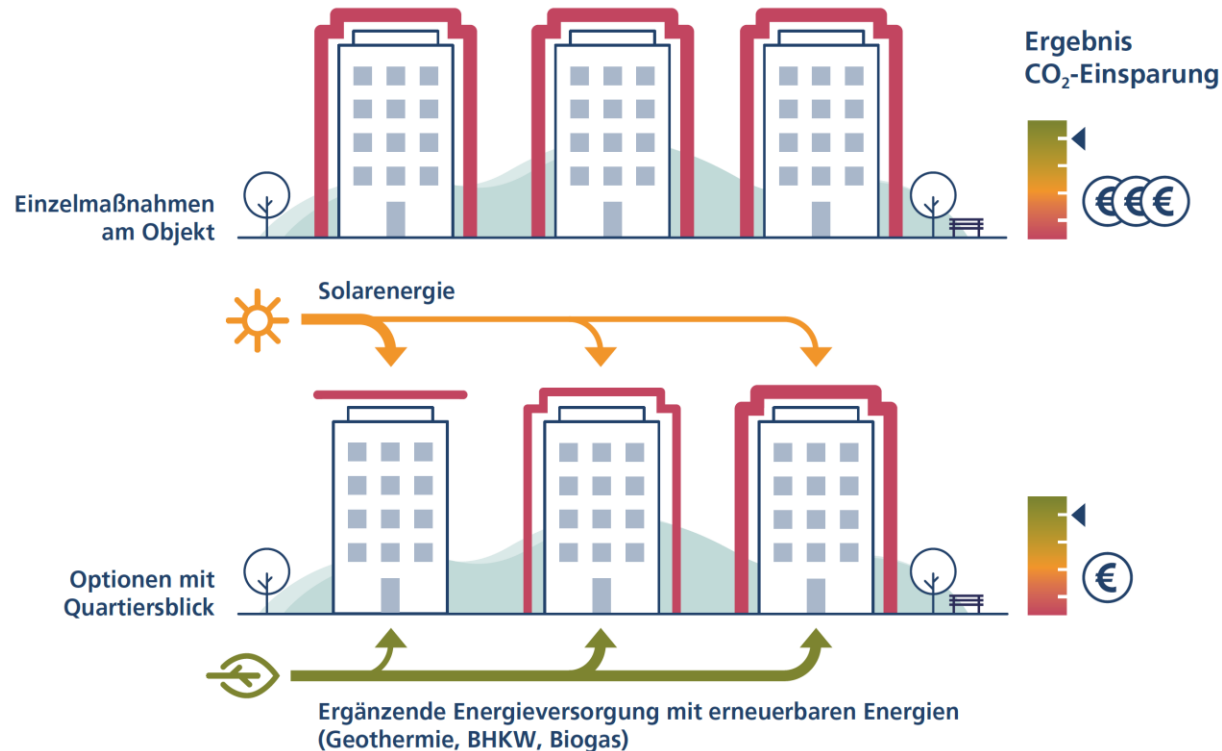 Ergebnis
CO₂-Einsparung
Einzelmaßnahmen
am Objekt
€€€
Solarenergie
Optionen mit
Quartiersblick
€
Ergänzende Energieversorgung mit erneuerbaren Energien
(Geothermie, BHKW, Biogas)